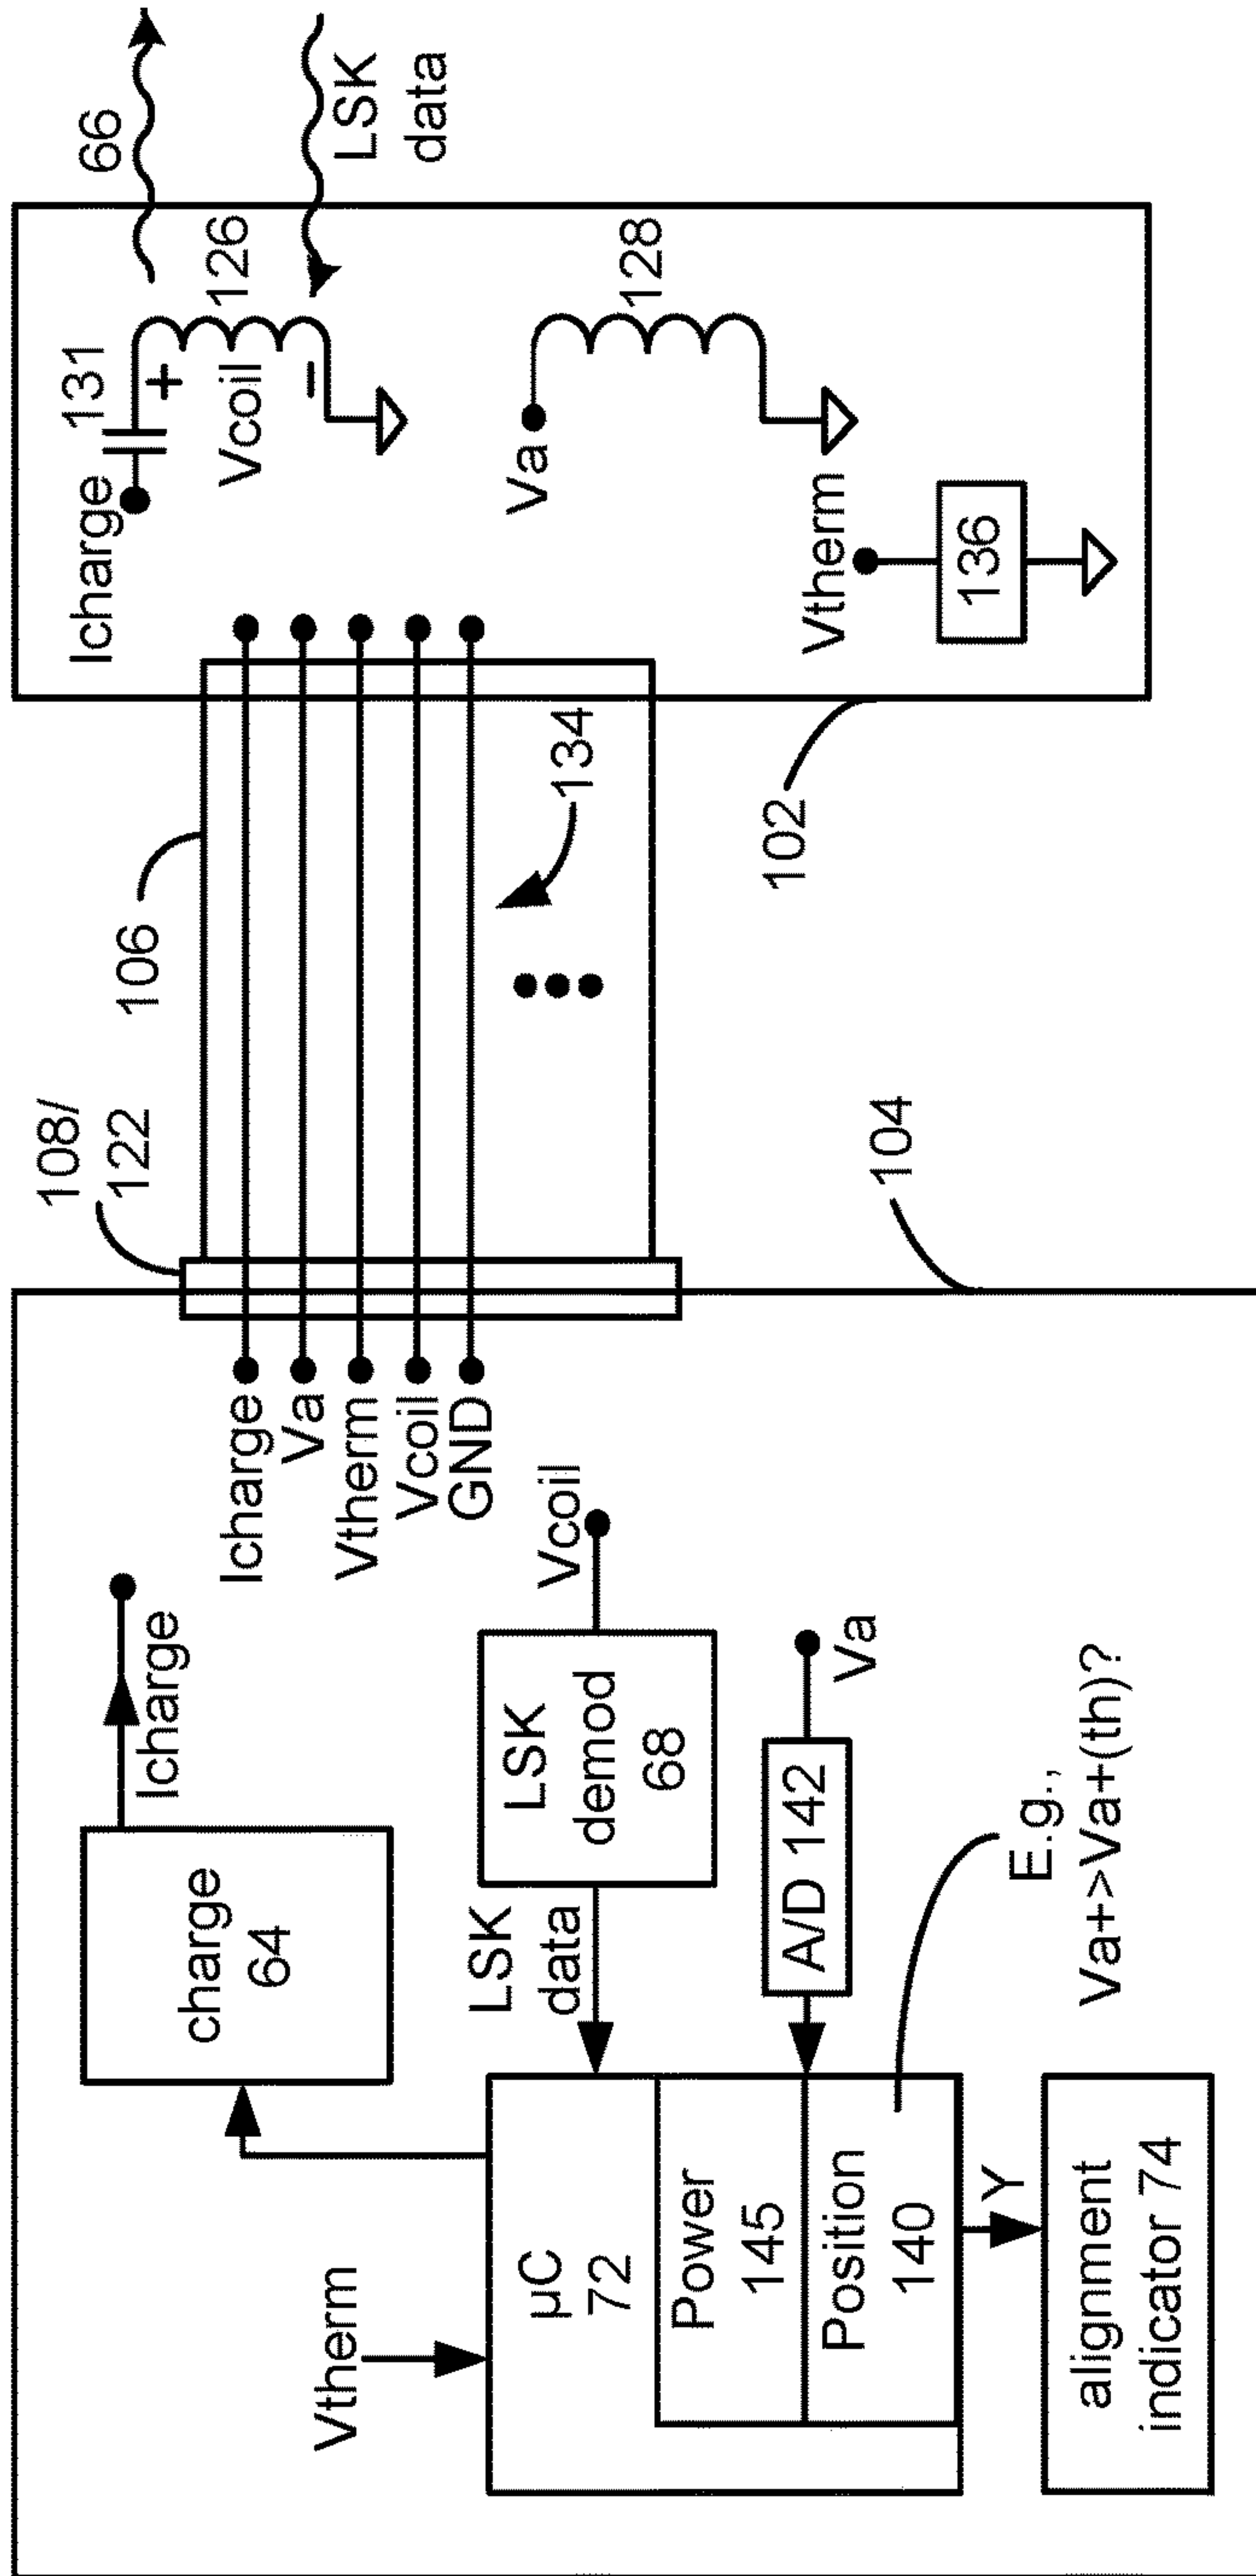 Vtherm
µC
72
Power
145
Position
140
Y
alignment
indicator 74
charge
64
Icharge
LSK
data
LSK
demod
68
Vcoil
A/D 142
Va
E.g.,
Va+>Va+(th)?
Icharge
Va
Vtherm
Vcoil
GND
104
108/
122
106
134
102
Icharge
131
+
Vcoil
–
126
66
LSK
data
Va
128
Vtherm
136